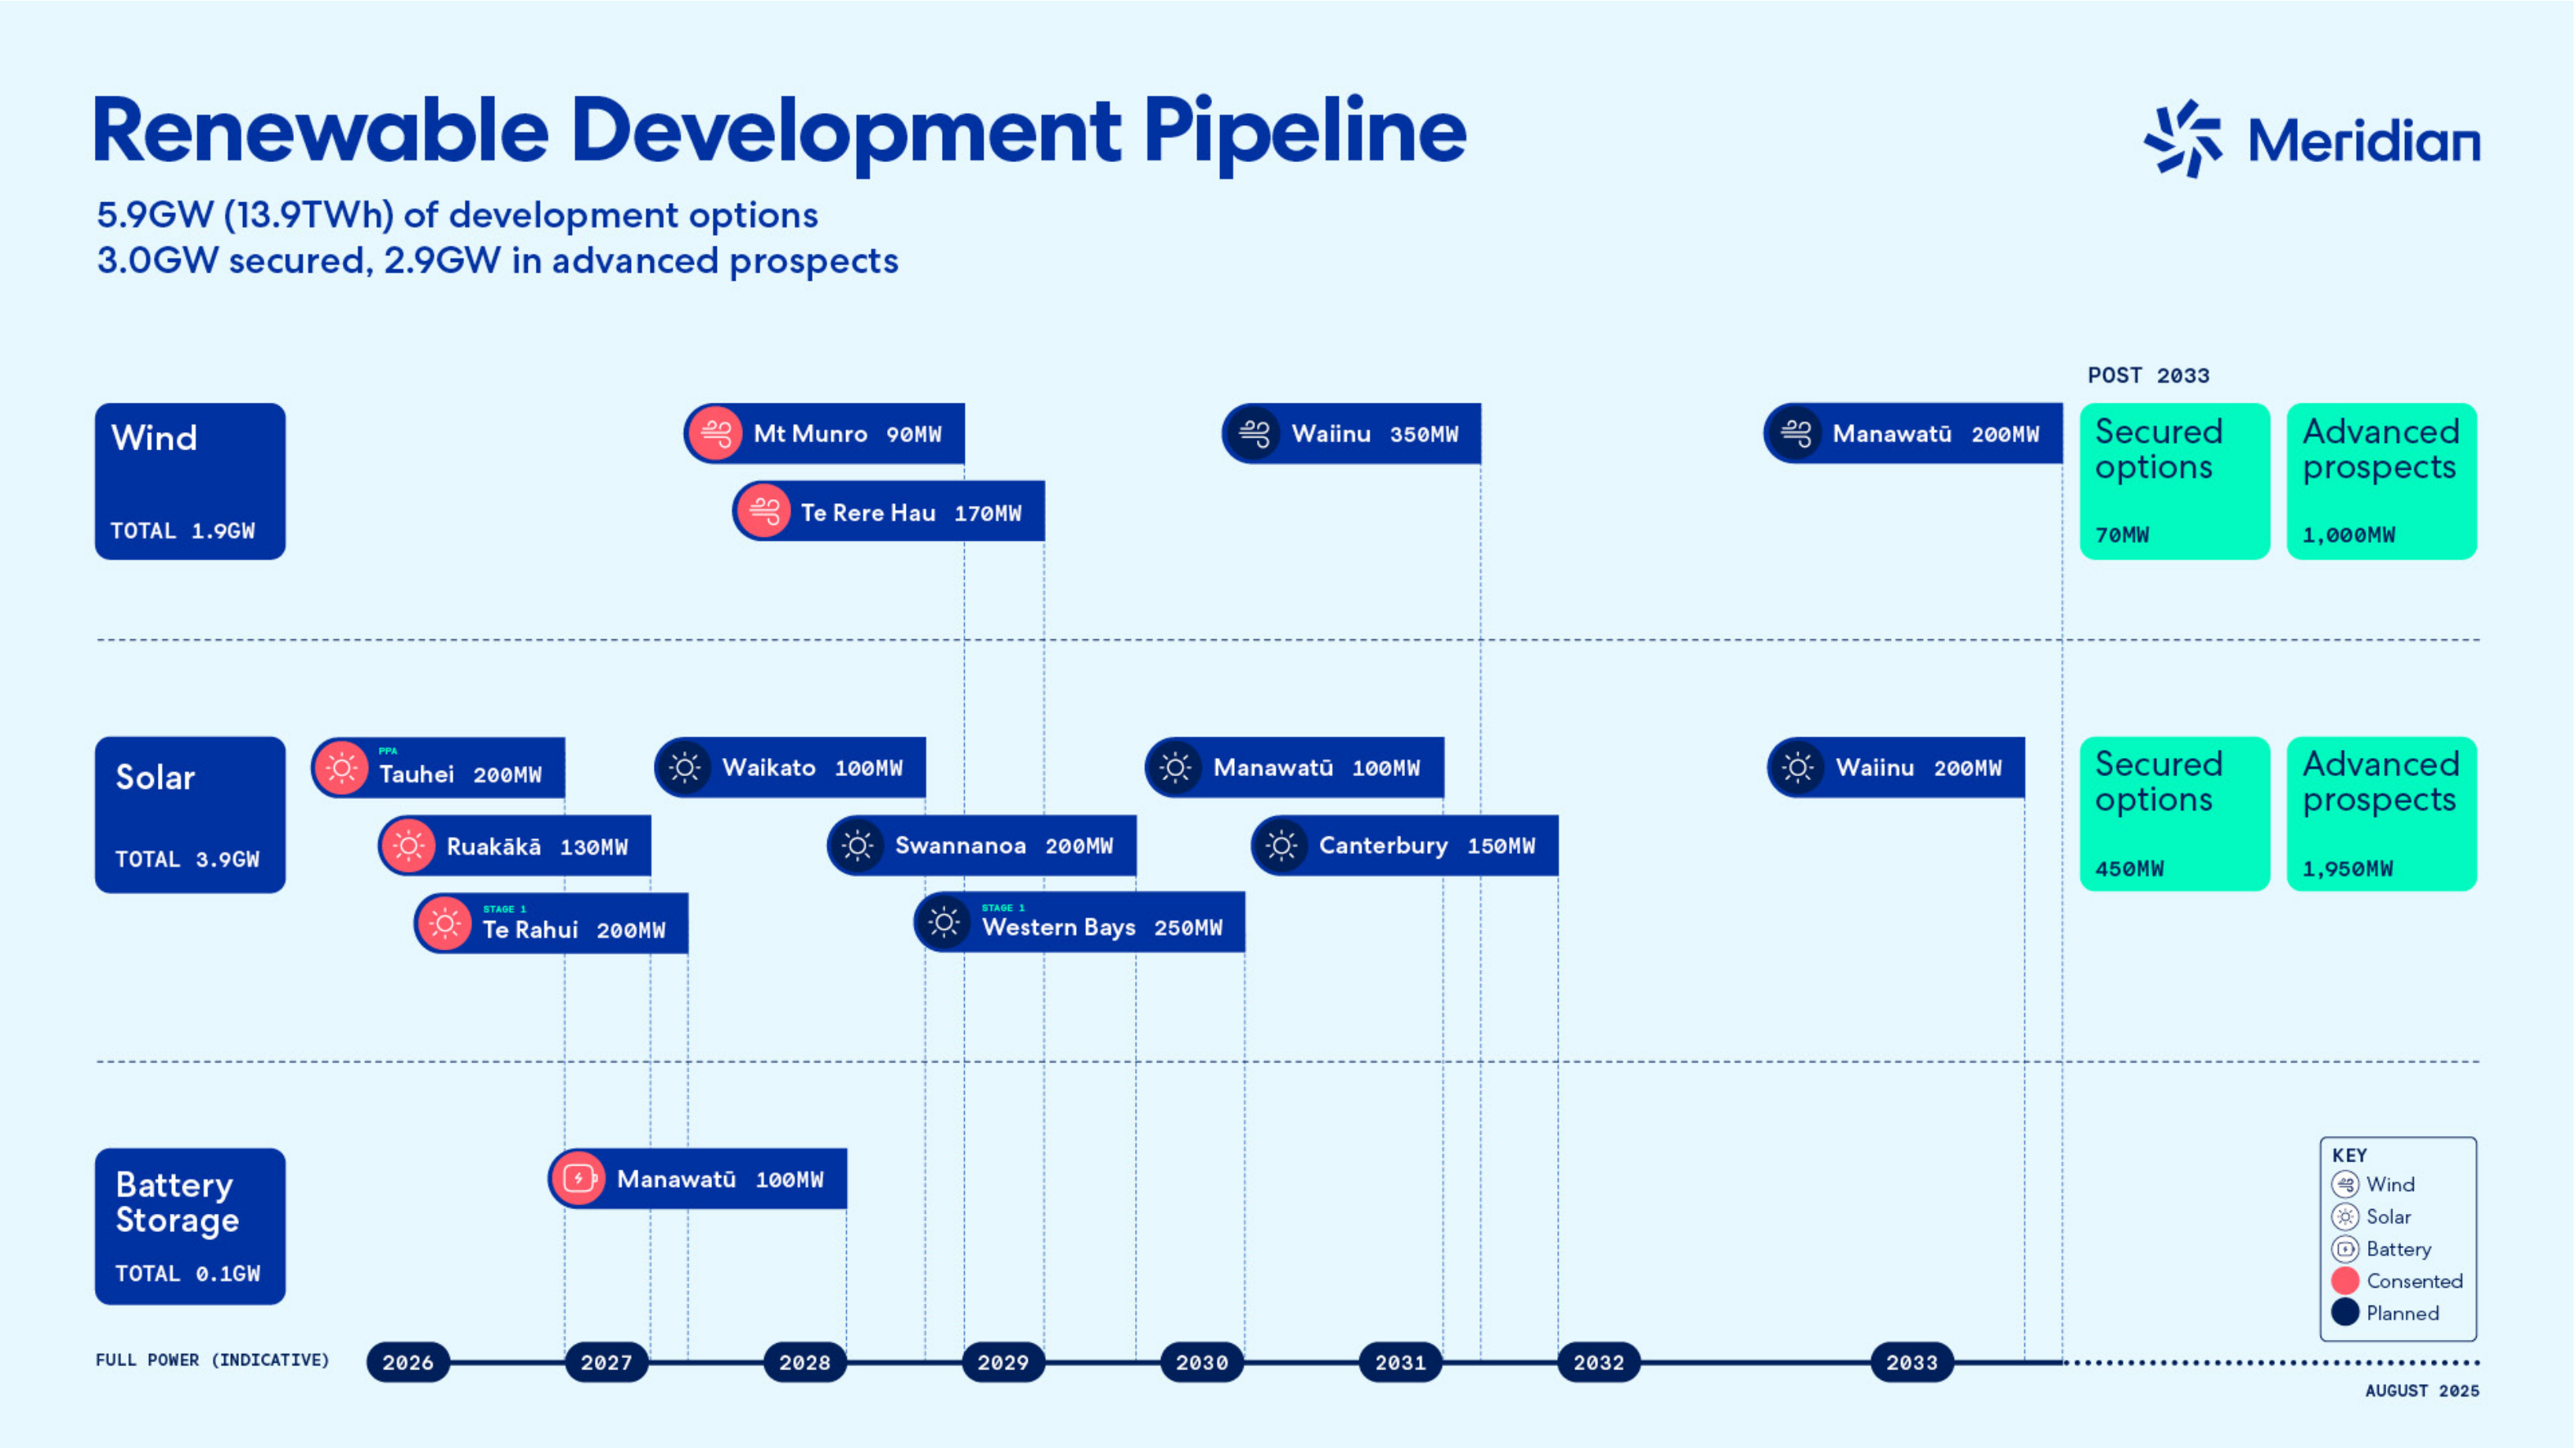 Renewable Development Pipeline
Meridian
5.9GW (13.9TWh) of development options
3.0GW secured, 2.9GW in advanced prospects
POST 2033
Wind
TOTAL 1.9GW
Mt Munro 90MW
Te Rere Hau 170MW
Waiinu 350MW
Manawatū 200MW
Secured
options
70MW
Advanced
prospects
1,000MW
Solar
TOTAL 3.9GW
PPA
Tauhei 200MW
Ruakākā 130MW
STAGE 1
Te Rahui 200MW
Waikato 100MW
Swannanoa 200MW
STAGE 1
Western Bays 250MW
Manawatū 100MW
Canterbury 150MW
Waiinu 200MW
Secured
options
450MW
Advanced
prospects
1,950MW
Battery
Storage
TOTAL 0.1GW
Manawatū 100MW
KEY
Wind
Solar
Battery
Consented
Planned
FULL POWER (INDICATIVE) 2026 2027 2028 2029 2030 2031 2032 2033
AUGUST 2025